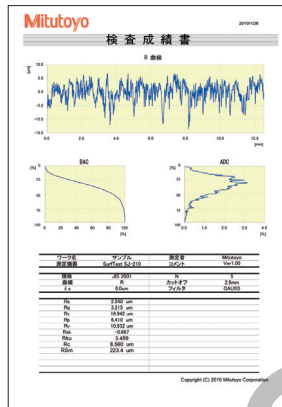 Mitutoyo
2010/1/26
検査成績書
R 曲線
[um]
10.0
5.0
0.0
-5.0
-10.0
-15.0
0.0 2.0 4.0 6.0 8.0 10.0 12.0
[mm]
BAC
ADC
[%]
[%]
0
25
50
75
100
0 20 40 60 80 100
[%]
0
25
50
75
100
0.0 1.0 2.0 3.0 4.0
[%]
ワーク名 サンプル 測定者 Mitutoyo
測定機器 SurfTest SJ-210 コメント Ver1.00
規格 JIS 2001 N 5
曲線 R カットオフ 2.5mm
λs 8.0um フィルタ GAUSS
Ra 2.540 um
Rq 3.215 um
Rz 16.942 um
Rp 6.410 um
Rv 10.532 um
Rsk -0.667
Rku 3.459
Rc 8.560 um
RSm 223.4 um
Copyright (C) 2010 Mitutoyo Corporation